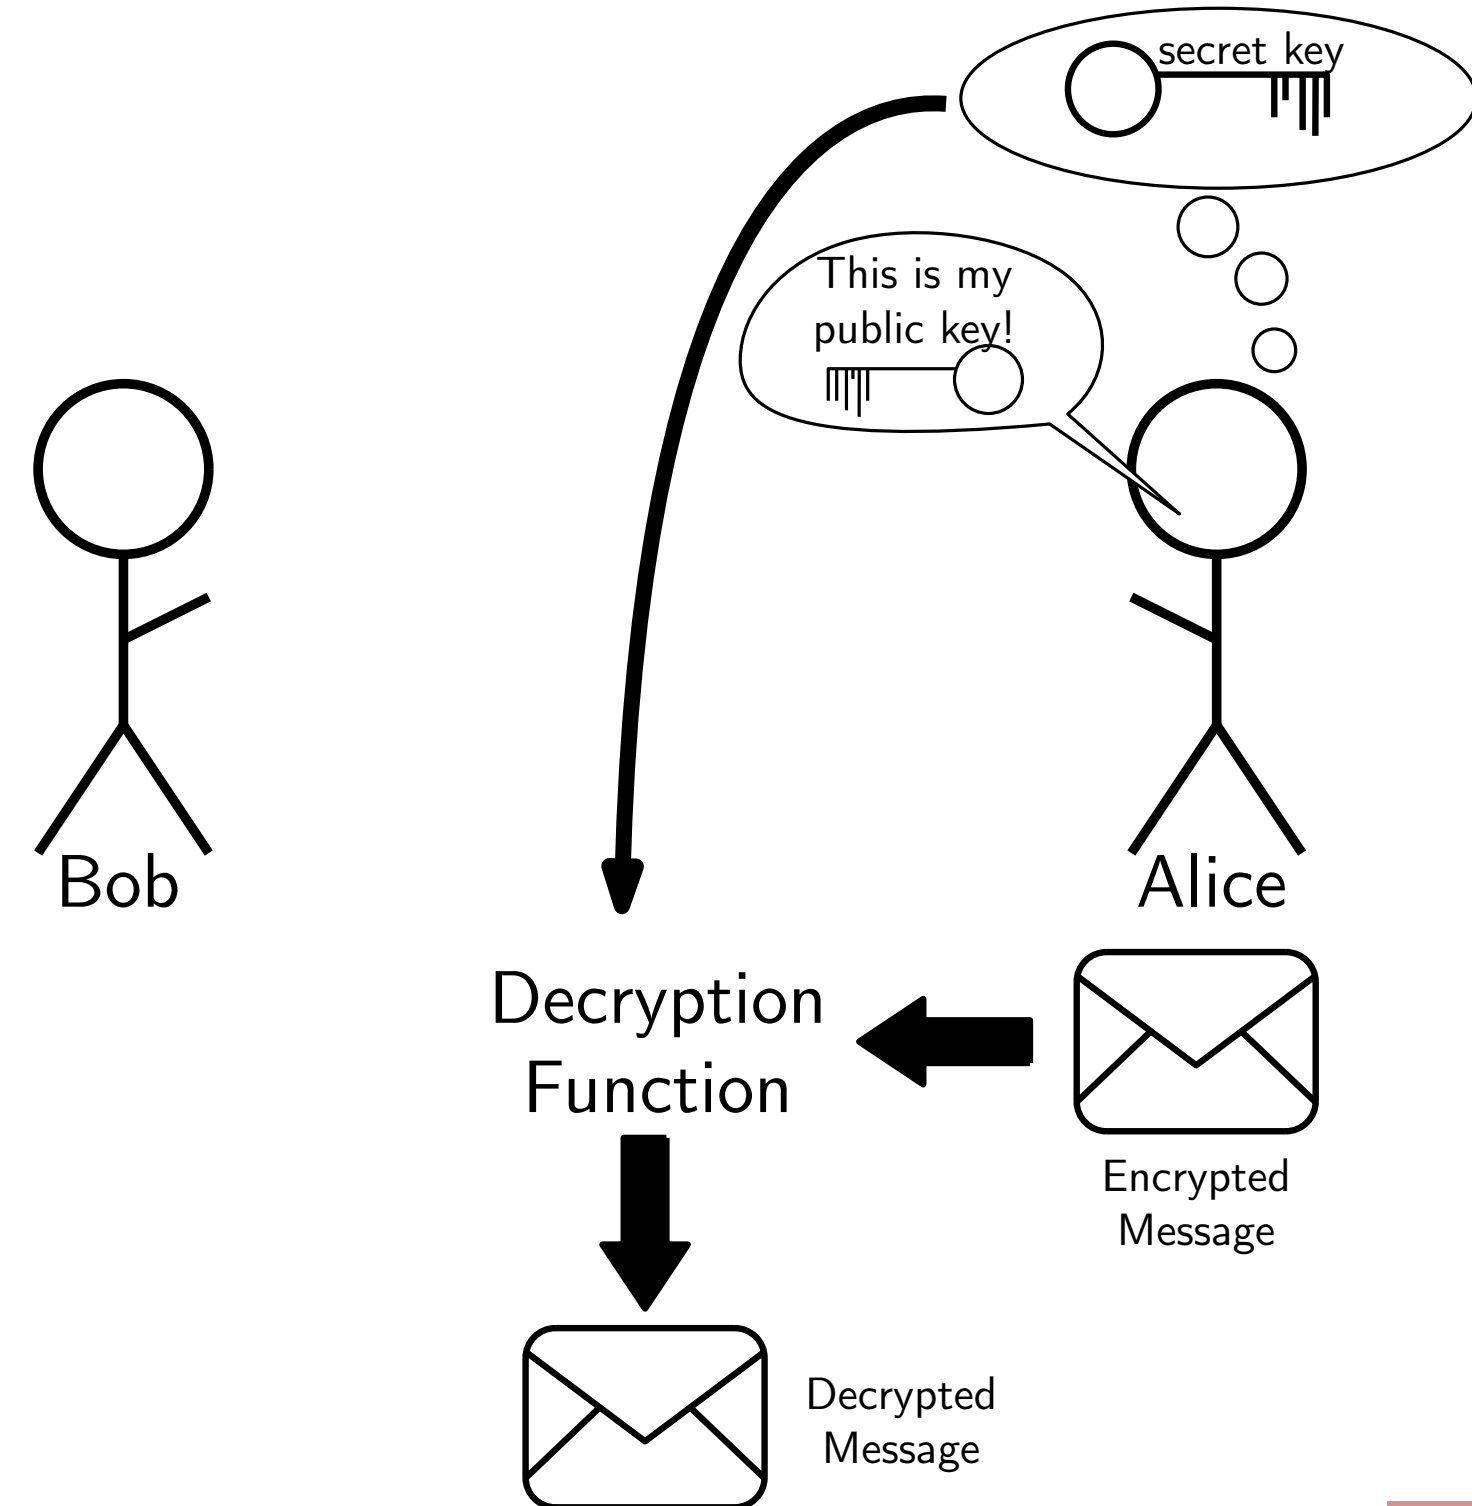 secret key
This is my
public key!
Bob
Alice
Decryption
Function
Encrypted
Message
Decrypted
Message